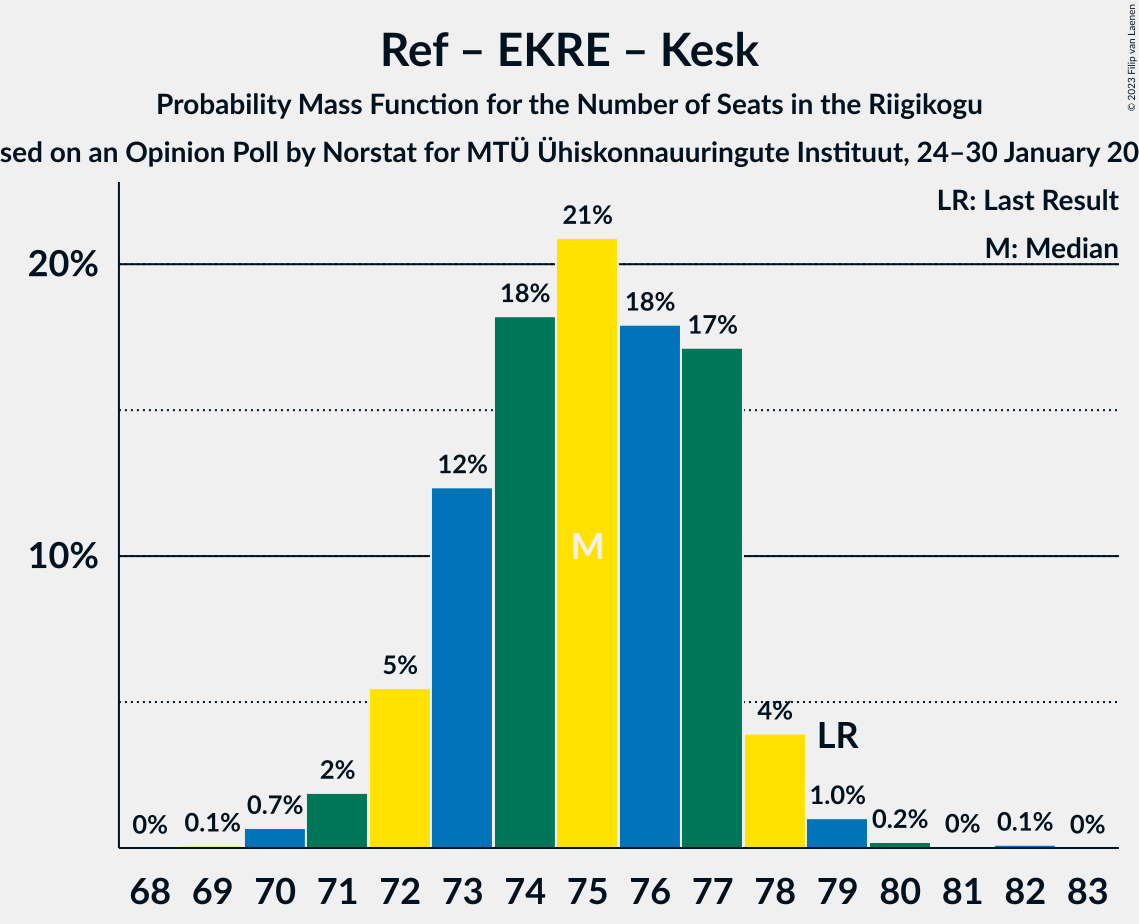 Ref – EKRE – Kesk
Probability Mass Function for the Number of Seats in the Riigikogu
sed on an Opinion Poll by Norstat for MTÜ Ühiskonnauuringute Instituut, 24–30 January 20
© 2023 Filip van Laenen
LR: Last Result
M: Median
20%
10%
0%
0.1%
0.7%
2%
5%
12%
18%
21%
18%
17%
4%
1.0%
0.2%
0%
0.1%
0%
M
LR
68 69 70 71 72 73 74 75 76 77 78 79 80 81 82 83